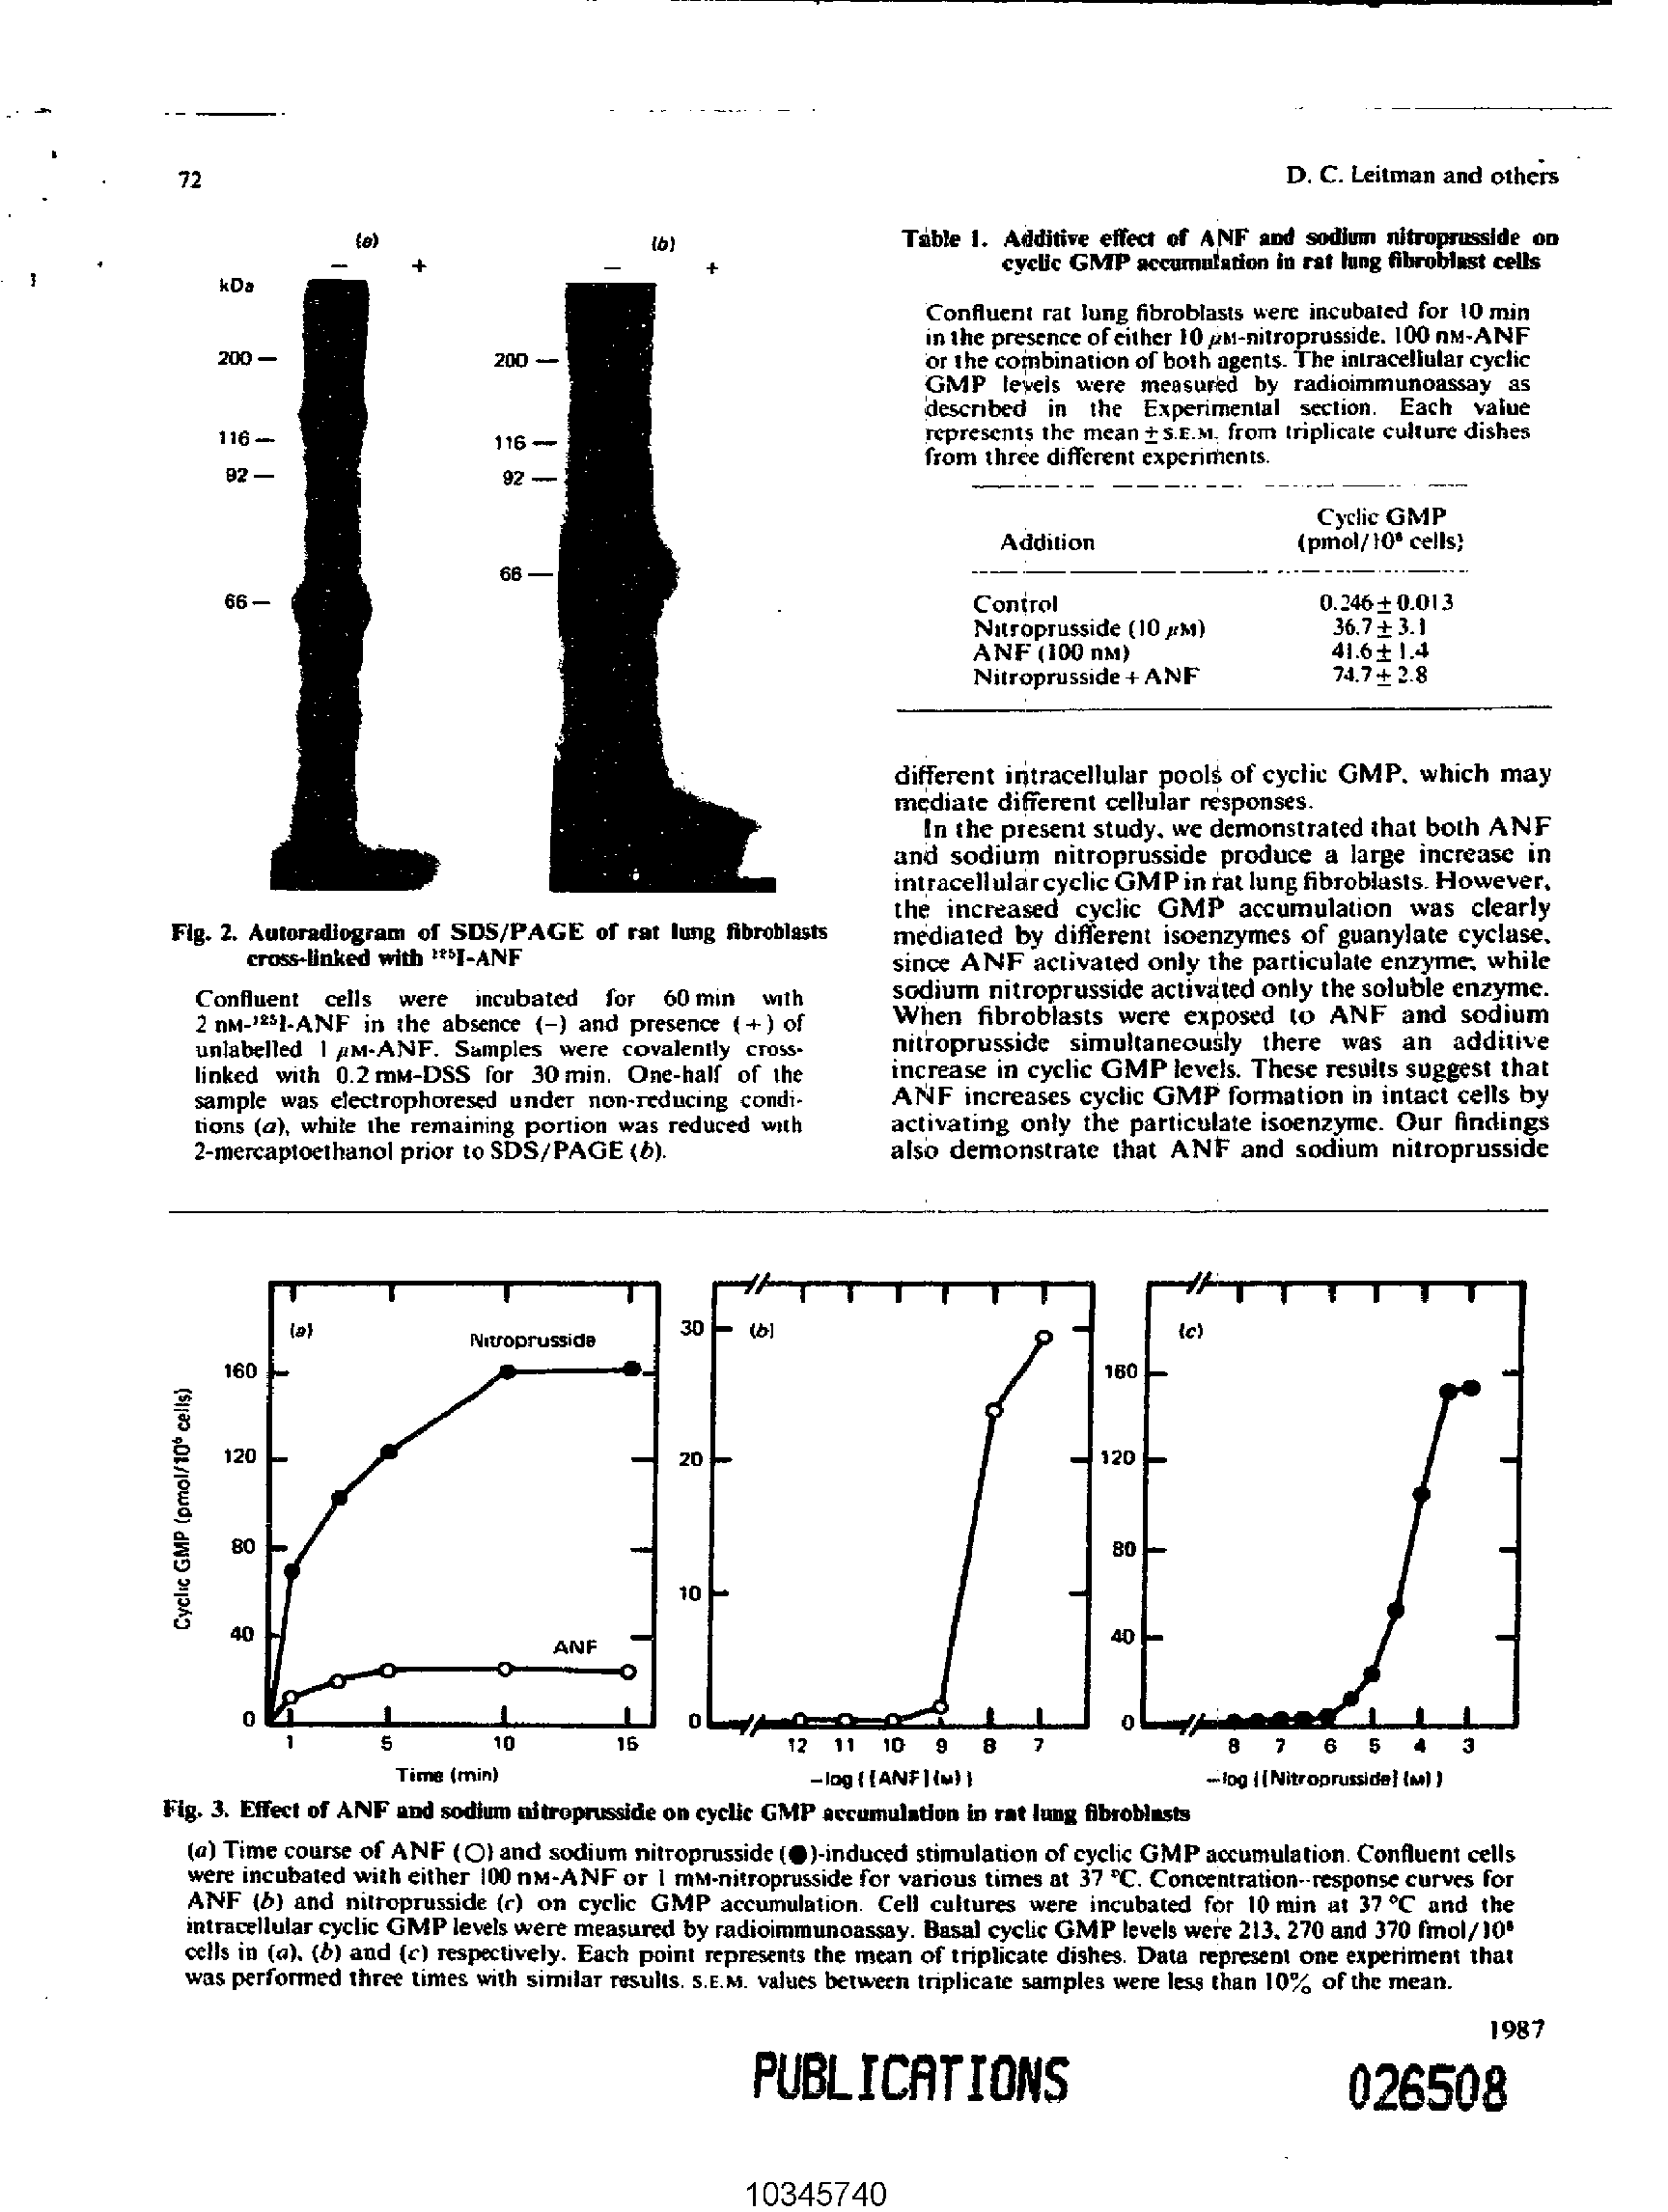 72
D. C. Leitman and others
(a)
(b)
− +
− +
kDa
200 —
116 —
92 —
66 —
200 —
116 —
92 —
66 —
Fig. 2. Autoradiogram of SDS/PAGE of rat lung fibroblasts
cross-linked with ¹²⁵I-ANF
Confluent cells were incubated for 60 min with
2 nM-¹²⁵I-ANF in the absence (−) and presence (+) of
unlabelled 1 μM-ANF. Samples were covalently cross-
linked with 0.2 mM-DSS for 30 min. One-half of the
sample was electrophoresed under non-reducing condi-
tions (a), while the remaining portion was reduced with
2-mercaptoethanol prior to SDS/PAGE (b).
Table 1. Additive effect of ANF and sodium nitroprusside on
cyclic GMP accumulation in rat lung fibroblast cells
Confluent rat lung fibroblasts were incubated for 10 min
in the presence of either 10 μM-nitroprusside, 100 nM-ANF
or the combination of both agents. The intracellular cyclic
GMP levels were measured by radioimmunoassay as
described in the Experimental section. Each value
represents the mean ± S.E.M. from triplicate culture dishes
from three different experiments.
Cyclic GMP
Addition (pmol/10⁶ cells)
Control 0.246 ± 0.013
Nitroprusside (10 μM) 36.7 ± 3.1
ANF (100 nM) 41.6 ± 1.4
Nitroprusside + ANF 74.7 ± 2.8
different intracellular pools of cyclic GMP, which may
mediate different cellular responses.
In the present study, we demonstrated that both ANF
and sodium nitroprusside produce a large increase in
intracellular cyclic GMP in rat lung fibroblasts. However,
the increased cyclic GMP accumulation was clearly
mediated by different isoenzymes of guanylate cyclase,
since ANF activated only the particulate enzyme, while
sodium nitroprusside activated only the soluble enzyme.
When fibroblasts were exposed to ANF and sodium
nitroprusside simultaneously there was an additive
increase in cyclic GMP levels. These results suggest that
ANF increases cyclic GMP formation in intact cells by
activating only the particulate isoenzyme. Our findings
also demonstrate that ANF and sodium nitroprusside
Cyclic GMP (pmol/10⁶ cells)
(a)
Nitroprusside
ANF
160
120
80
40
0
1 5 10 15
Time (min)
(b)
30
20
10
0
12 11 10 9 8 7
−log {[ANF] (M)}
(c)
160
120
80
40
0
8 7 6 5 4 3
−log {[Nitroprusside] (M)}
Fig. 3. Effect of ANF and sodium nitroprusside on cyclic GMP accumulation in rat lung fibroblasts
(a) Time course of ANF (○) and sodium nitroprusside (●)-induced stimulation of cyclic GMP accumulation. Confluent cells
were incubated with either 100 nM-ANF or 1 mM-nitroprusside for various times at 37 °C. Concentration–response curves for
ANF (b) and nitroprusside (c) on cyclic GMP accumulation. Cell cultures were incubated for 10 min at 37 °C and the
intracellular cyclic GMP levels were measured by radioimmunoassay. Basal cyclic GMP levels were 213, 270 and 370 fmol/10⁶
cells in (a), (b) and (c) respectively. Each point represents the mean of triplicate dishes. Data represent one experiment that
was performed three times with similar results. S.E.M. values between triplicate samples were less than 10% of the mean.
1987
PUBLICATIONS
026508
10345740